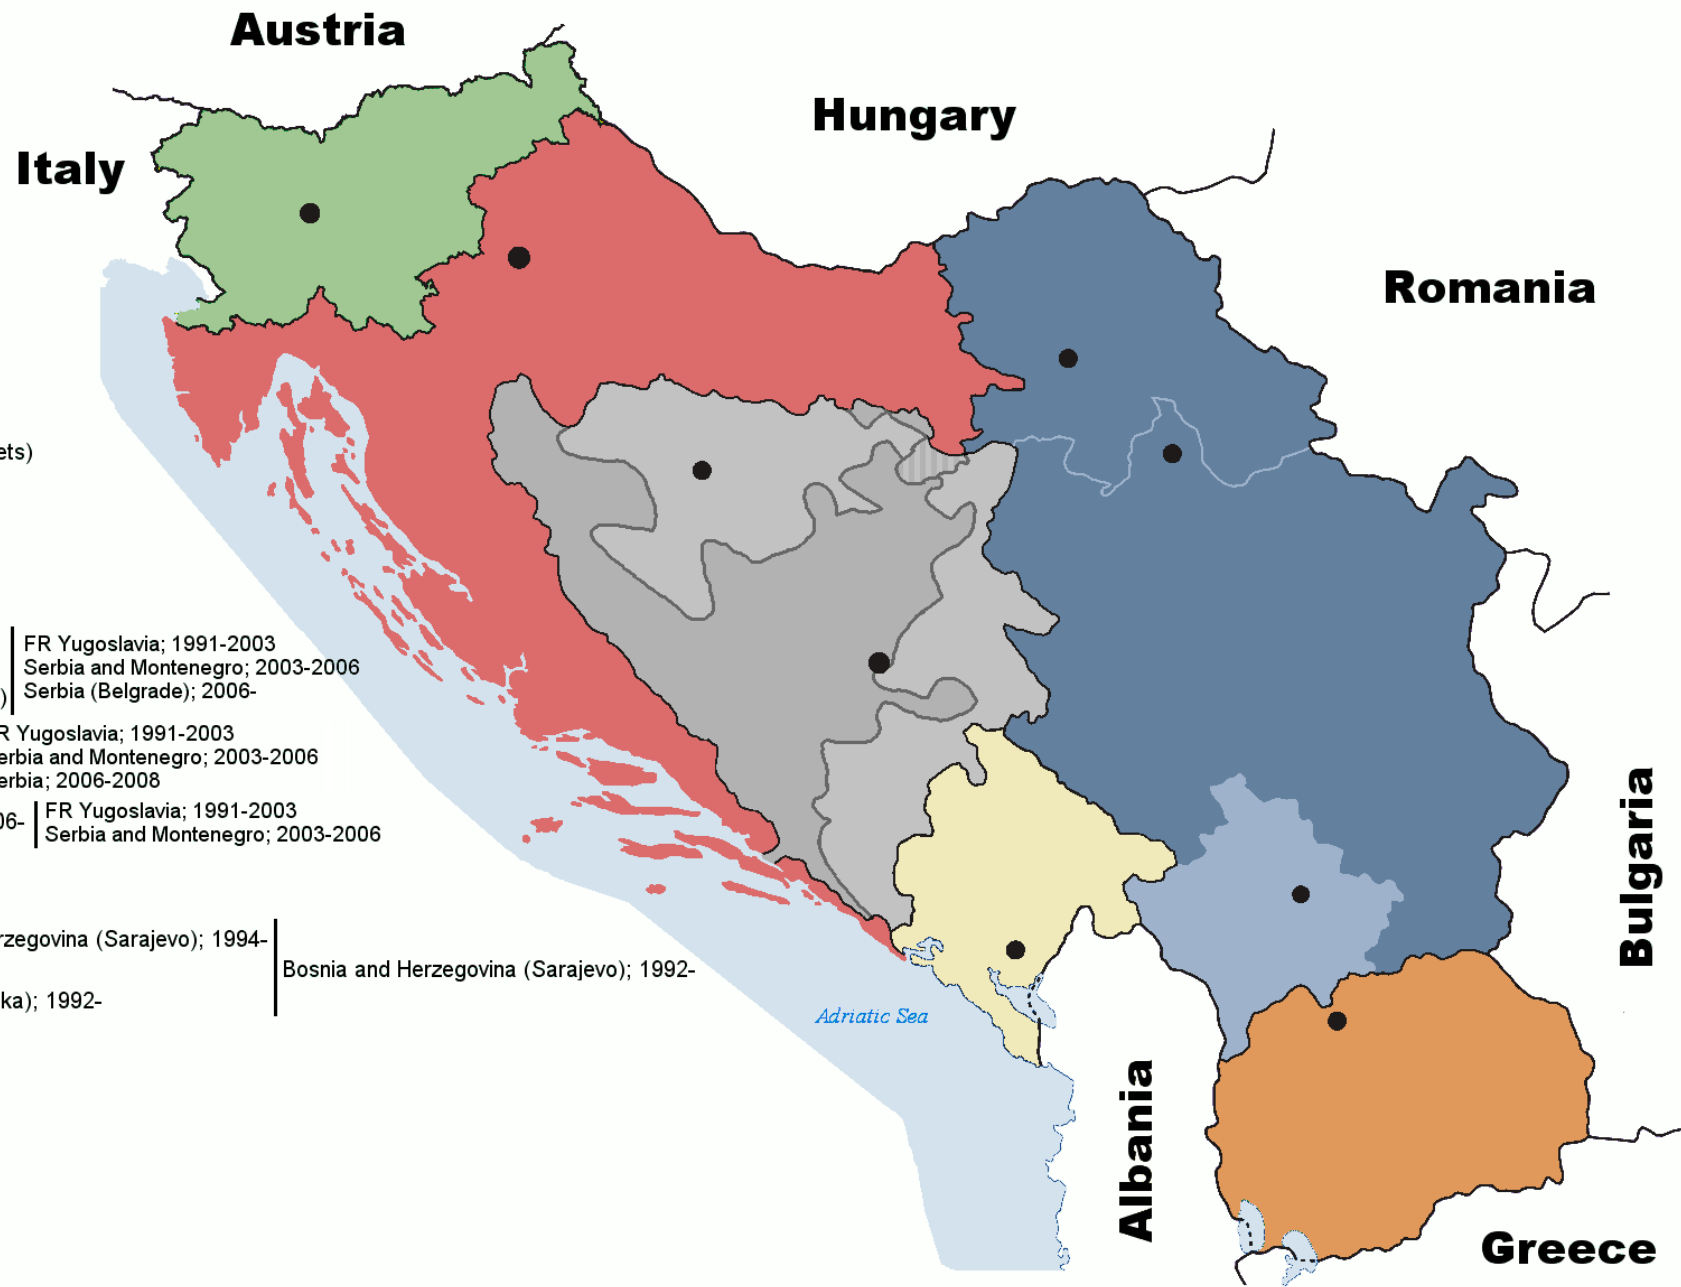 Austria
Hungary
Italy
Romania
ets)
FR Yugoslavia; 1991-2003
Serbia and Montenegro; 2003-2006
)
Serbia (Belgrade); 2006-
R Yugoslavia; 1991-2003
erbia and Montenegro; 2003-2006
erbia; 2006-2008
06-
FR Yugoslavia; 1991-2003
Serbia and Montenegro; 2003-2006
Bulgaria
rzegovina (Sarajevo); 1994-
Bosnia and Herzegovina (Sarajevo); 1992-
ka); 1992-
Adriatic Sea
Albania
Greece